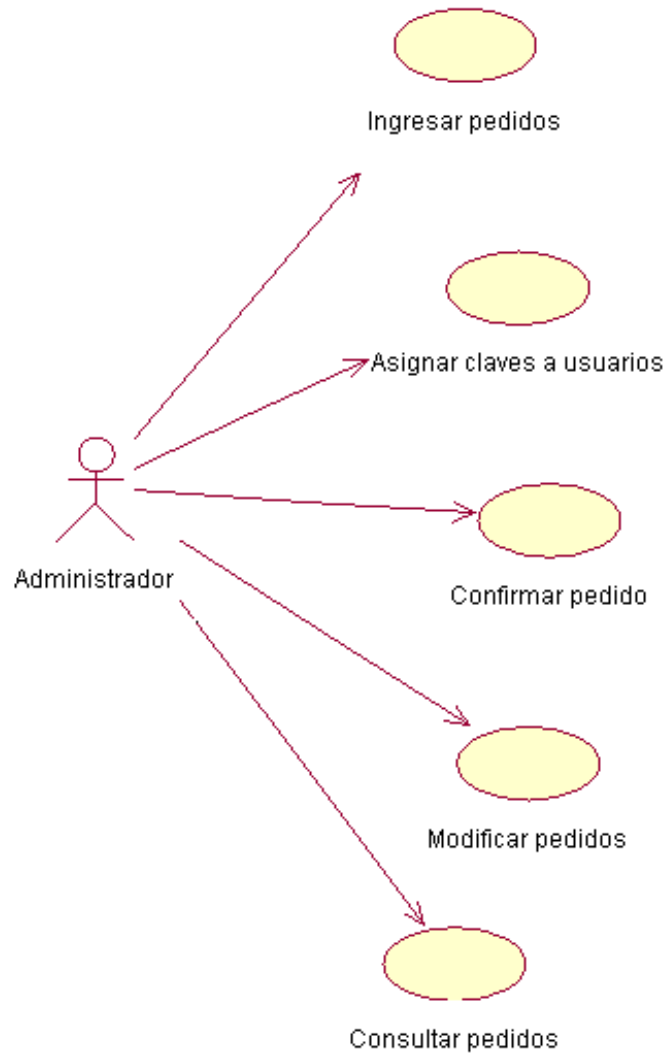 Ingresar pedidos
Asignar claves a usuarios
Administrador
Confirmar pedido
Modificar pedidos
Consultar pedidos